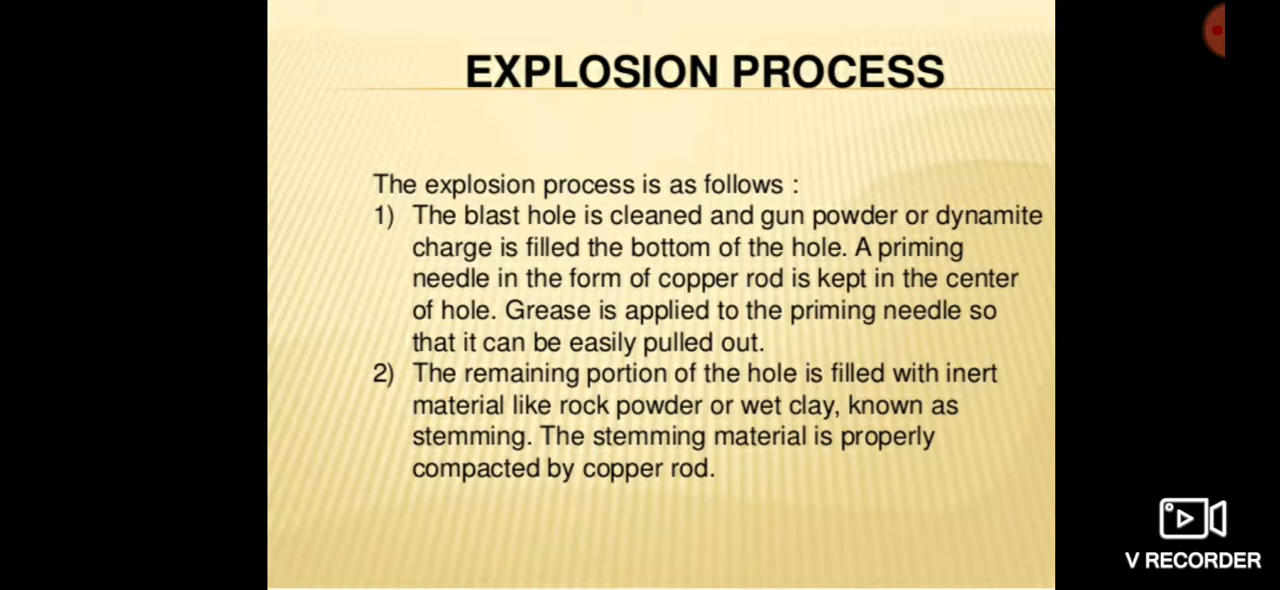 EXPLOSION PROCESS
The explosion process is as follows :
1) The blast hole is cleaned and gun powder or dynamite
charge is filled the bottom of the hole. A priming
needle in the form of copper rod is kept in the center
of hole. Grease is applied to the priming needle so
that it can be easily pulled out.
2) The remaining portion of the hole is filled with inert
material like rock powder or wet clay, known as
stemming. The stemming material is properly
compacted by copper rod.
V RECORDER